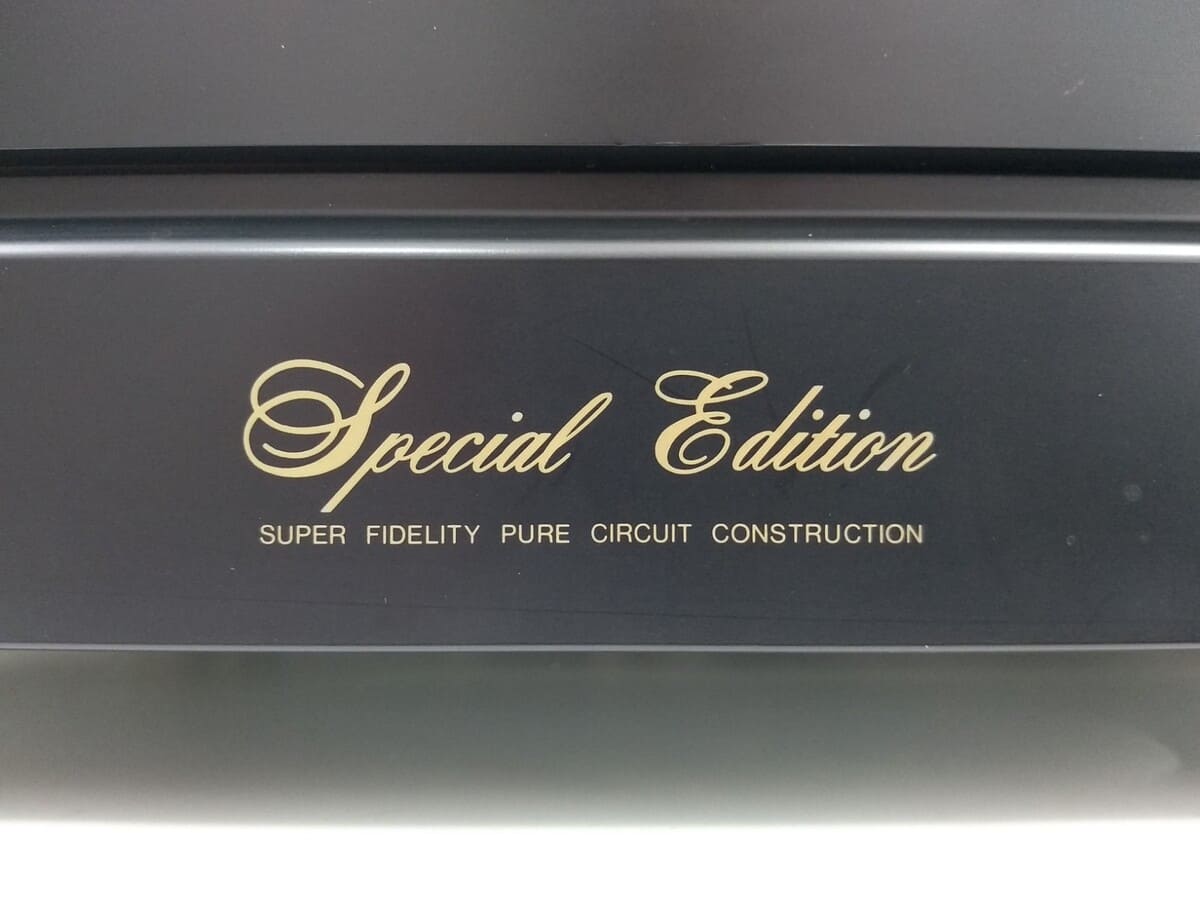 Special Edition
SUPER FIDELITY PURE CIRCUIT CONSTRUCTION